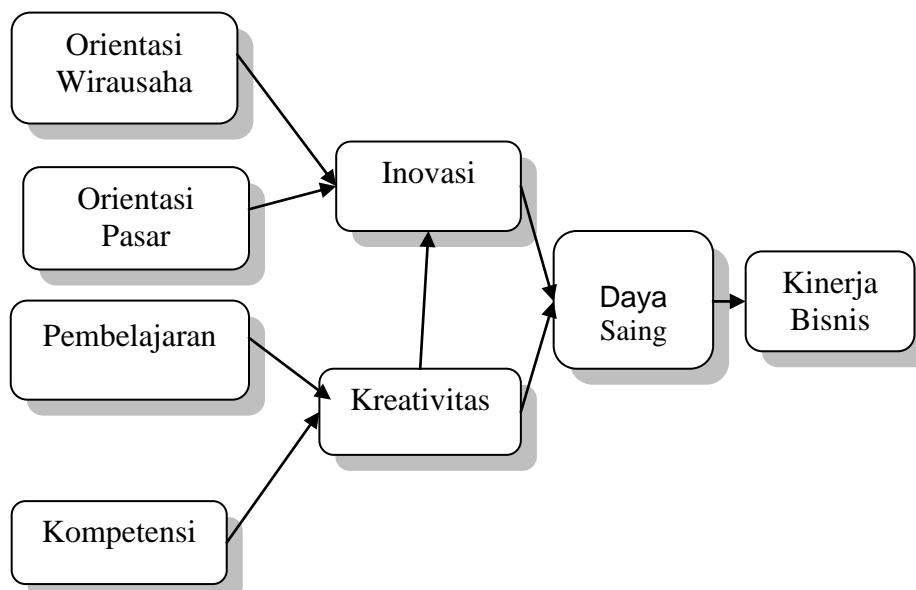 Orientasi
Wirausaha
Orientasi
Pasar
Pembelajaran
Kompetensi
Inovasi
Kreativitas
Daya
Saing
Kinerja
Bisnis